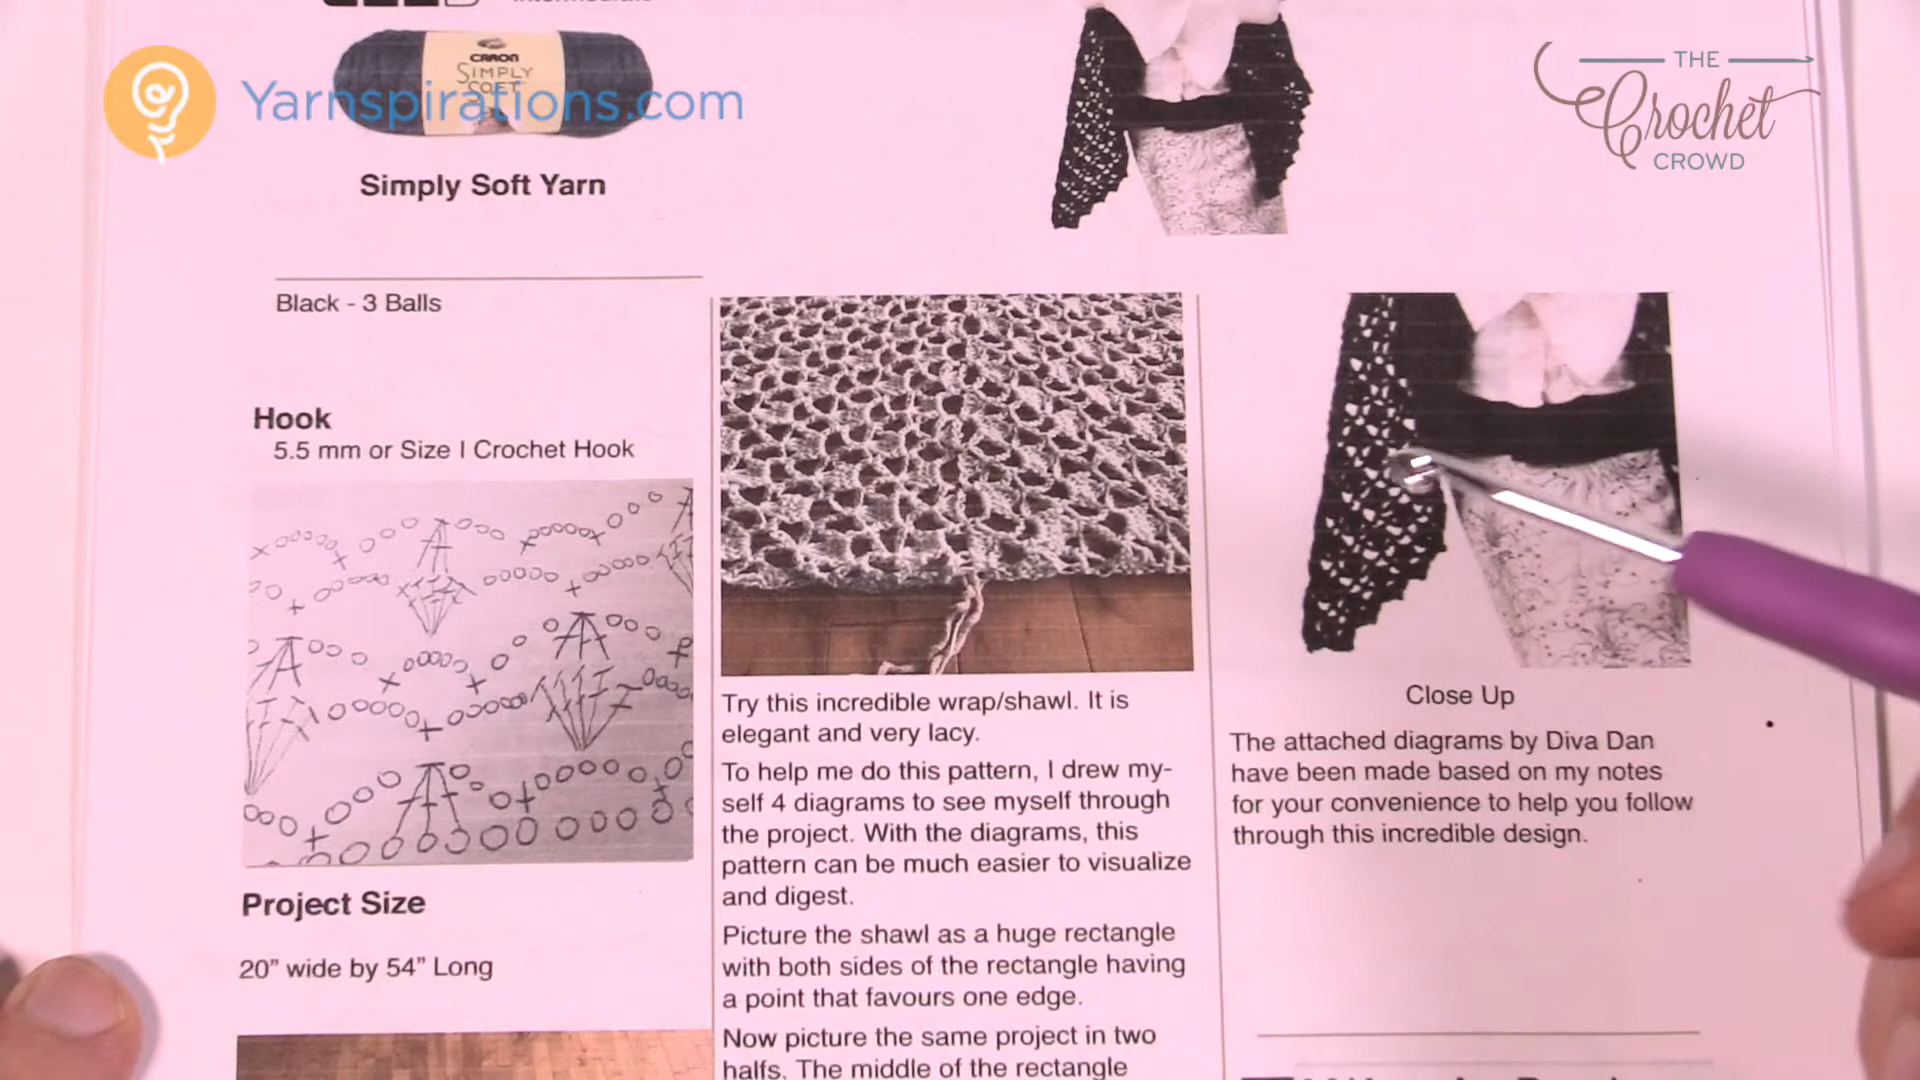 Intermediate
CARON
SIMPLY
SOFT
Yarnspirations.com
THE
Crochet
CROWD
Simply Soft Yarn
Black - 3 Balls
Hook
5.5 mm or Size I Crochet Hook
Project Size
20” wide by 54” Long
Try this incredible wrap/shawl. It is
elegant and very lacy.
To help me do this pattern, I drew my-
self 4 diagrams to see myself through
the project. With the diagrams, this
pattern can be much easier to visualize
and digest.
Picture the shawl as a huge rectangle
with both sides of the rectangle having
a point that favours one edge.
Now picture the same project in two
halfs. The middle of the rectangle
Close Up
The attached diagrams by Diva Dan
have been made based on my notes
for your convenience to help you follow
through this incredible design.